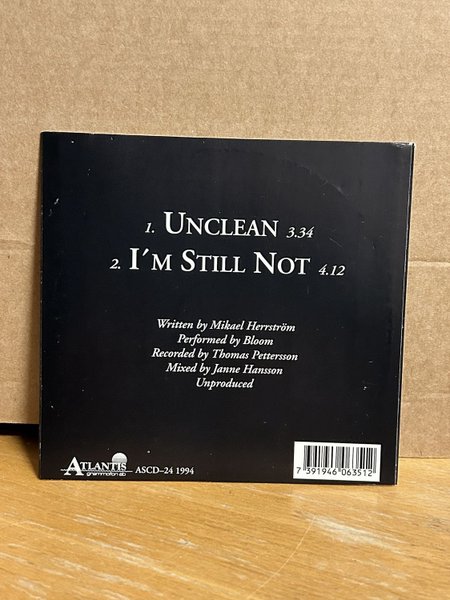 1. UNCLEAN 3.34
2. I´M STILL NOT 4.12
Written by Mikael Herrström
Performed by Bloom
Recorded by Thomas Pettersson
Mixed by Janne Hansson
Unproduced
ATLANTIS
grammofon ab
ASCD–24 1994
7 391946 063512